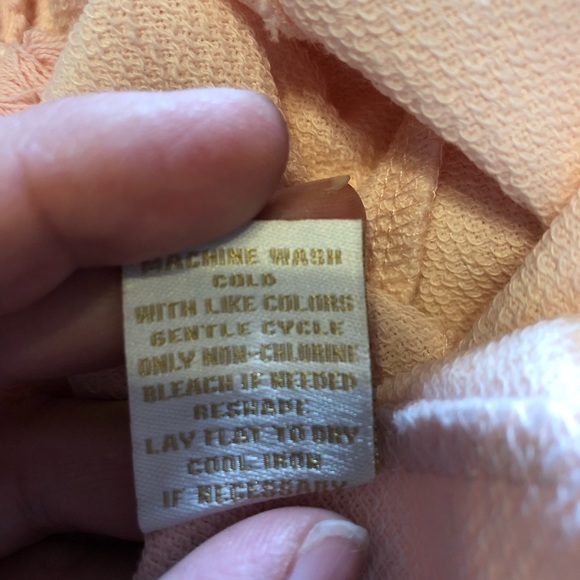 MACHINE WASH
COLD
WITH LIKE COLORS
GENTLE CYCLE
ONLY NON-CHLORINE
BLEACH IF NEEDED
RESHAPE
LAY FLAT TO DRY
COOL IRON
IF NECESSARY